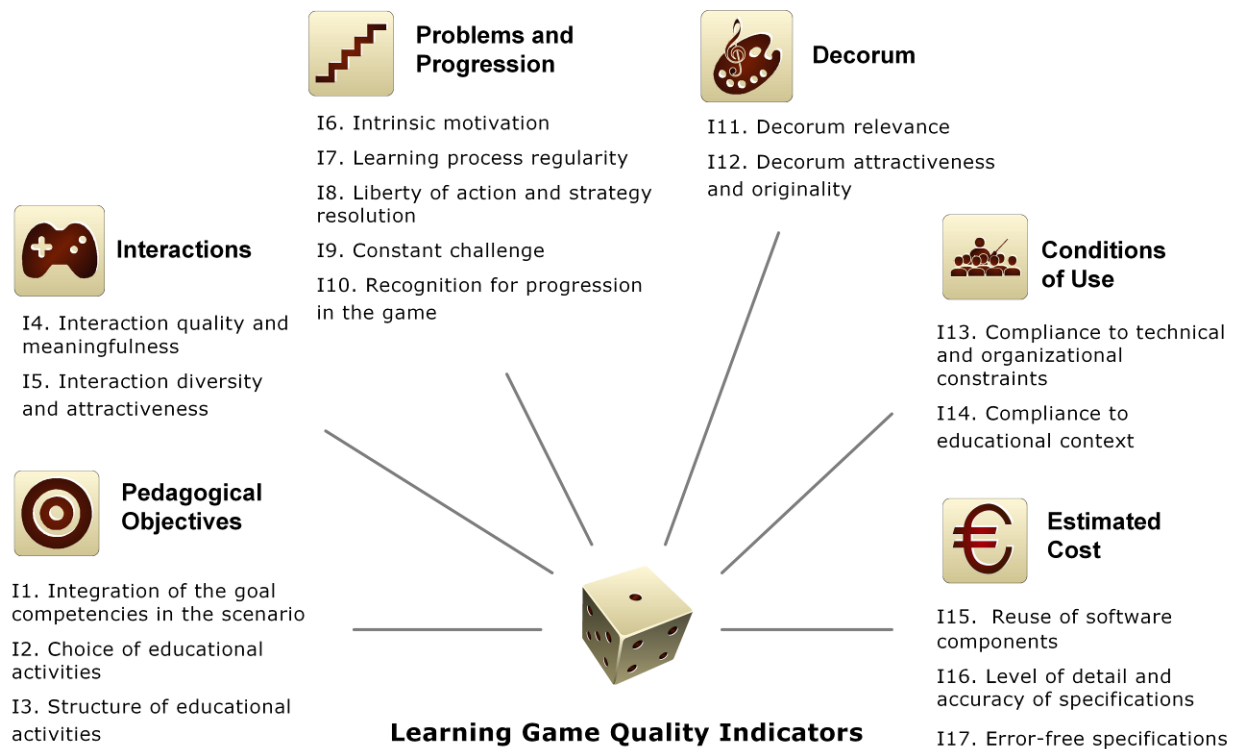 Problems and
Progression
I6. Intrinsic motivation
I7. Learning process regularity
I8. Liberty of action and strategy
resolution
I9. Constant challenge
I10. Recognition for progression
in the game
Decorum
I11. Decorum relevance
I12. Decorum attractiveness
and originality
Interactions
I4. Interaction quality and
meaningfulness
I5. Interaction diversity
and attractiveness
Conditions
of Use
I13. Compliance to technical
and organizational
constraints
I14. Compliance to
educational context
Pedagogical
Objectives
I1. Integration of the goal
competencies in the scenario
I2. Choice of educational
activities
I3. Structure of educational
activities
€
Estimated
Cost
I15. Reuse of software
components
I16. Level of detail and
accuracy of specifications
I17. Error-free specifications
Learning Game Quality Indicators